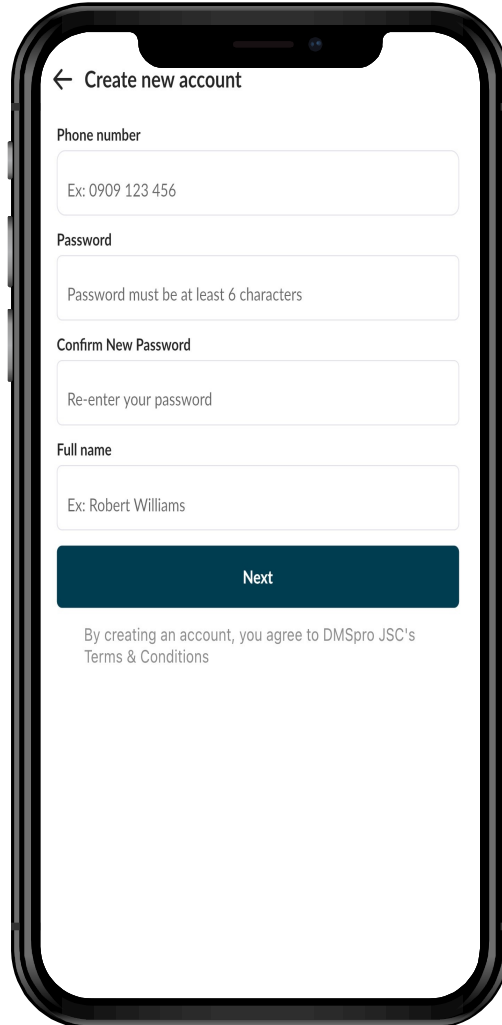 Create new account
Phone number
Ex: 0909 123 456
Password
Password must be at least 6 characters
Confirm New Password
Re-enter your password
Full name
Ex: Robert Williams
Next
By creating an account, you agree to DMSpro JSC's
Terms & Conditions